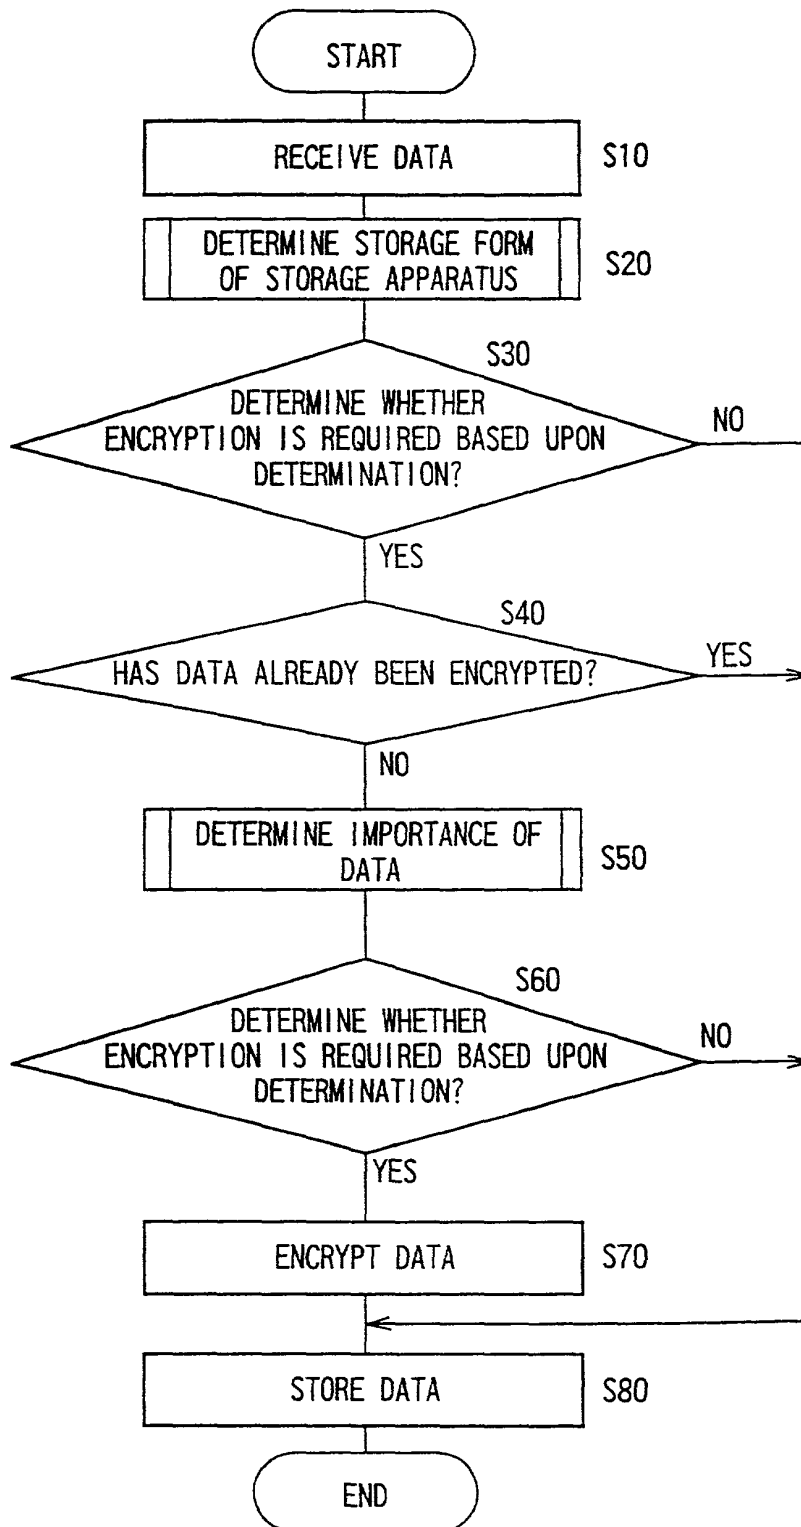 START
RECEIVE DATA
S10
DETERMINE STORAGE FORM
OF STORAGE APPARATUS
S20
S30
DETERMINE WHETHER
ENCRYPTION IS REQUIRED BASED UPON
DETERMINATION?
NO
YES
S40
HAS DATA ALREADY BEEN ENCRYPTED?
YES
NO
DETERMINE IMPORTANCE OF
DATA
S50
S60
DETERMINE WHETHER
ENCRYPTION IS REQUIRED BASED UPON
DETERMINATION?
NO
YES
ENCRYPT DATA
S70
STORE DATA
S80
END